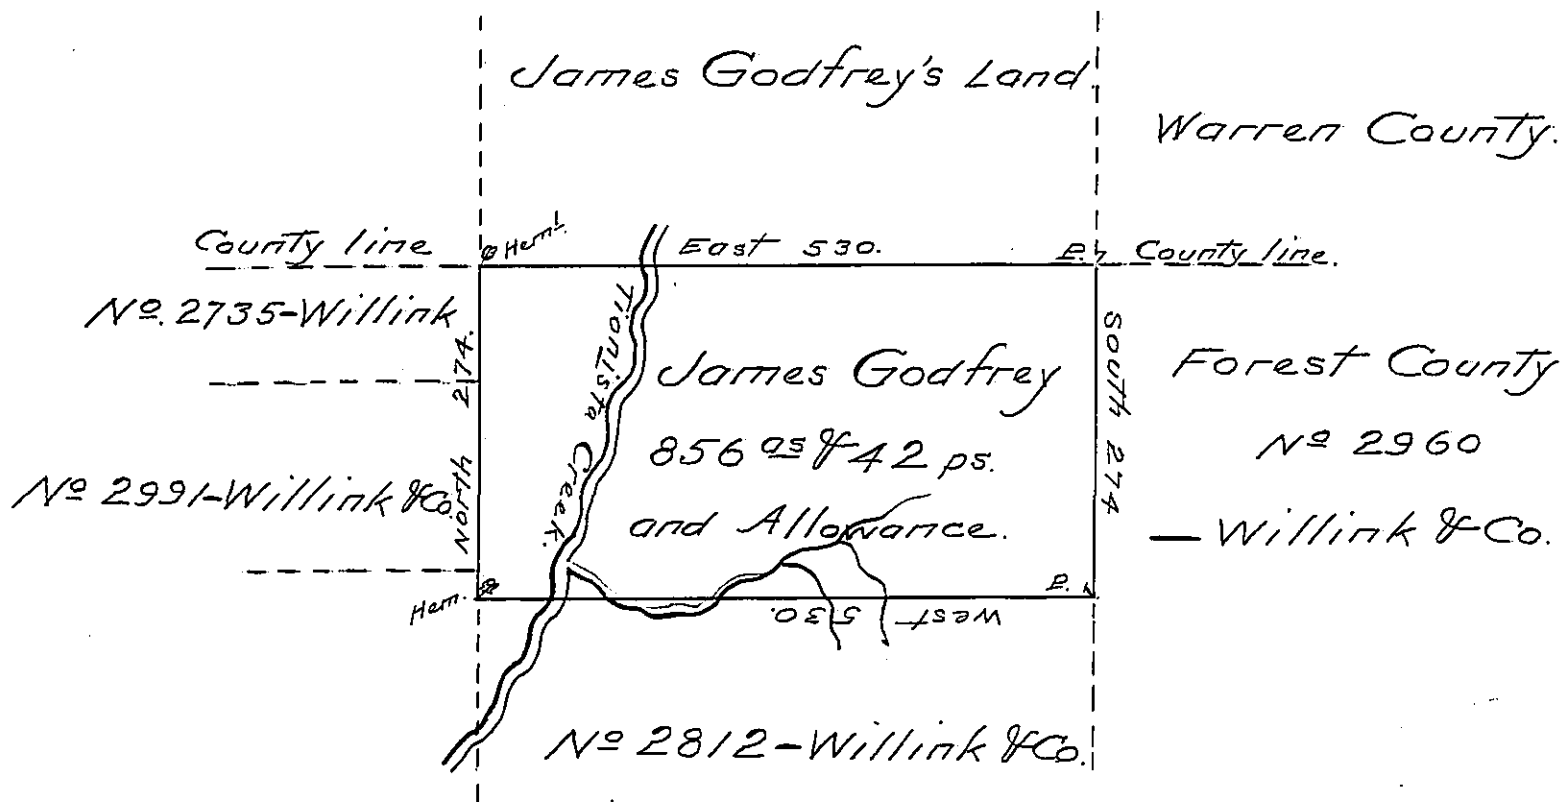 James Godfrey's Land.
Warren County.
County line
Hemt.
East 530.
P.
County line.
No. 2735-Willink
North 274.
Tionista Creek.
James Godfrey
856 as & 42 ps.
and Allowance.
South 274
Forest County
No 2960
— Willink & Co.
No 2991-Willink & Co.
Hem.
P.
West 530.
No 2812-Willink & Co.